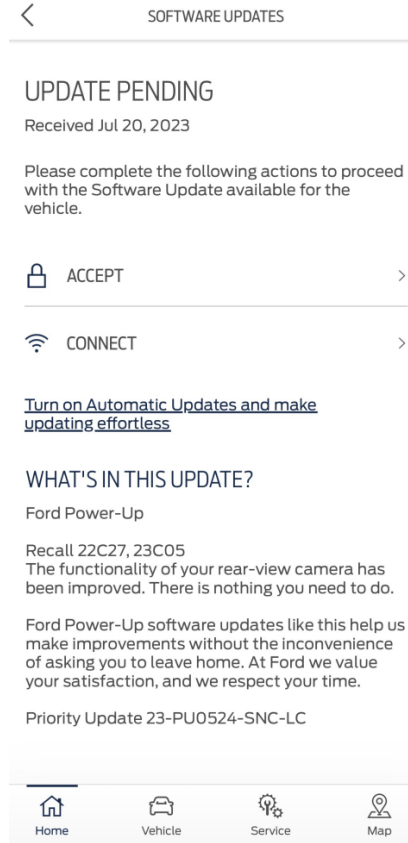 SOFTWARE UPDATES
UPDATE PENDING
Received Jul 20, 2023
Please complete the following actions to proceed
with the Software Update available for the
vehicle.
ACCEPT
CONNECT
Turn on Automatic Updates and make
updating effortless
WHAT'S IN THIS UPDATE?
Ford Power-Up
Recall 22C27, 23C05
The functionality of your rear-view camera has
been improved. There is nothing you need to do.
Ford Power-Up software updates like this help us
make improvements without the inconvenience
of asking you to leave home. At Ford we value
your satisfaction, and we respect your time.
Priority Update 23-PU0524-SNC-LC
Home
Vehicle
Service
Map